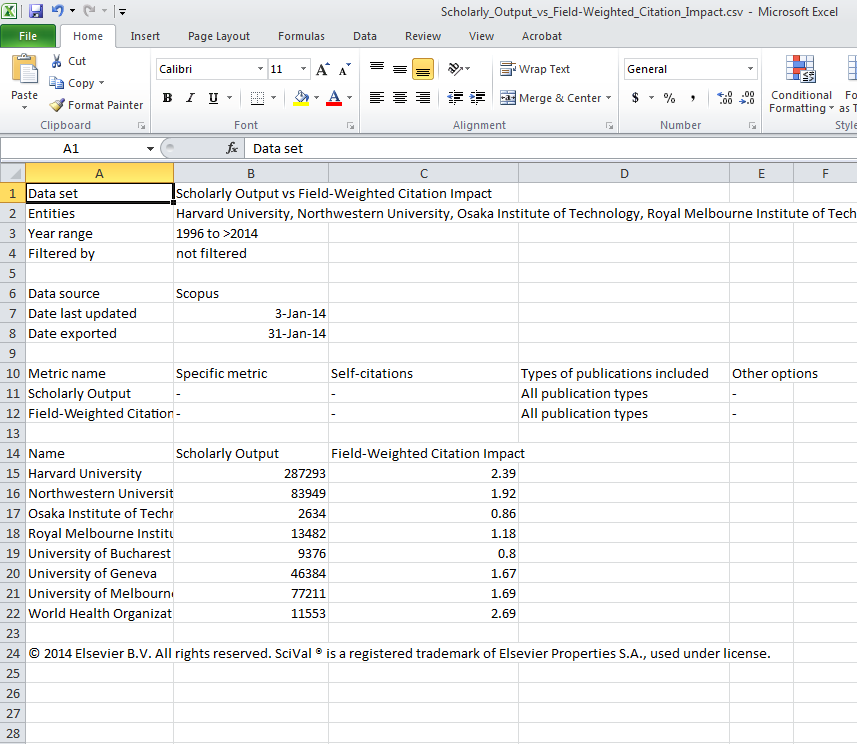 Scholarly_Output_vs_Field-Weighted_Citation_Impact.csv - Microsoft Excel
File Home Insert Page Layout Formulas Data Review View Acrobat
Paste Cut Copy Format Painter Clipboard
Calibri 11 B I U A A A Font
Wrap Text Merge & Center Alignment
General $ % , .00 .0 .00 Number
Conditional Formatting as T Style
A1 fx Data set
A B C D E F
1 Data set Scholarly Output vs Field-Weighted Citation Impact
2 Entities Harvard University, Northwestern University, Osaka Institute of Technology, Royal Melbourne Institute of Tech
3 Year range 1996 to >2014
4 Filtered by not filtered
5
6 Data source Scopus
7 Date last updated 3-Jan-14
8 Date exported 31-Jan-14
9
10 Metric name Specific metric Self-citations Types of publications included Other options
11 Scholarly Output - - All publication types -
12 Field-Weighted Citation - - All publication types -
13
14 Name Scholarly Output Field-Weighted Citation Impact
15 Harvard University 287293 2.39
16 Northwestern Universit 83949 1.92
17 Osaka Institute of Techn 2634 0.86
18 Royal Melbourne Institu 13482 1.18
19 University of Bucharest 9376 0.8
20 University of Geneva 46384 1.67
21 University of Melbourne 77211 1.69
22 World Health Organizat 11553 2.69
23
24 © 2014 Elsevier B.V. All rights reserved. SciVal ® is a registered trademark of Elsevier Properties S.A., used under license.
25
26
27
28